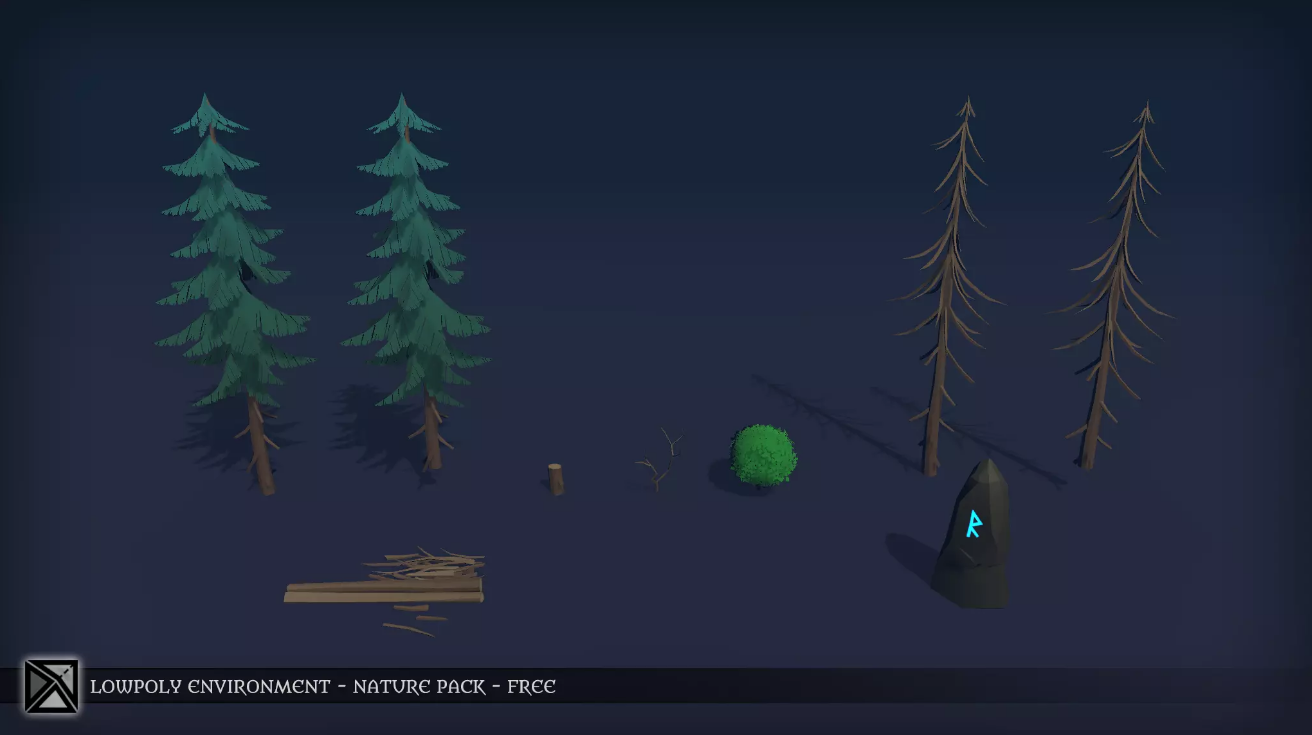 ᚱ
LOWPOLY ENVIRONMENT - NATURE PACK - FREE